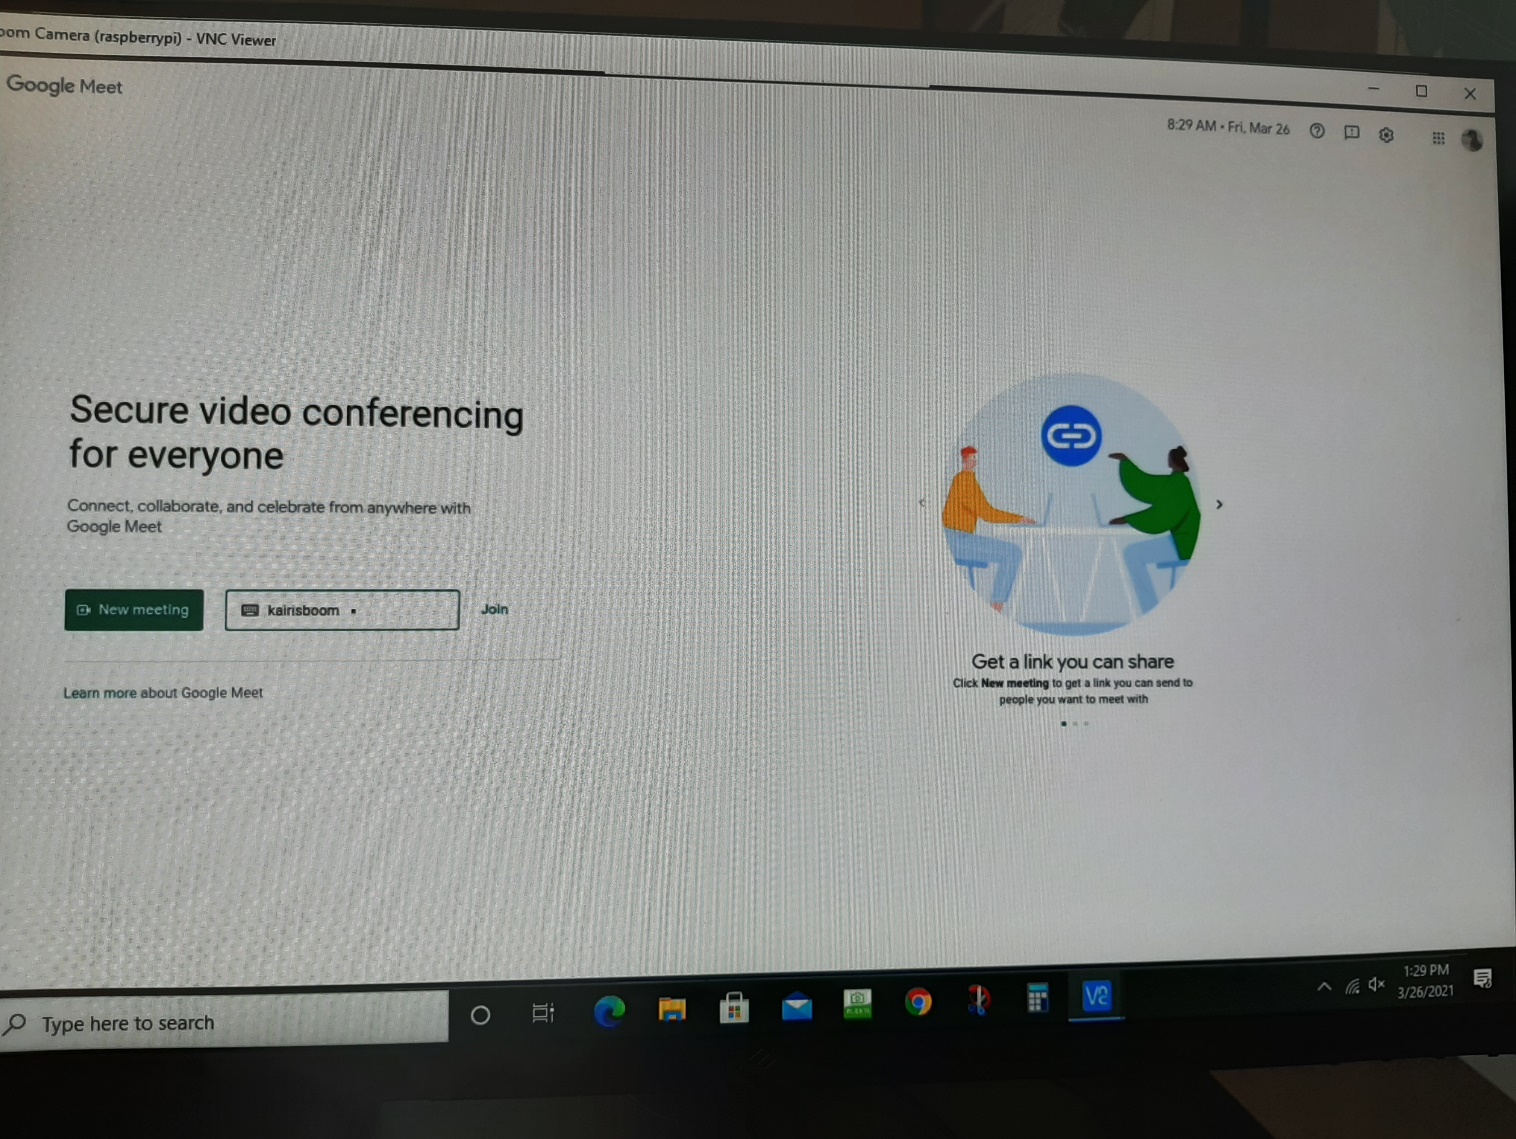 oom Camera (raspberrypi) - VNC Viewer
Google Meet
8:29 AM • Fri, Mar 26
Secure video conferencing
for everyone
Connect, collaborate, and celebrate from anywhere with
Google Meet
New meeting
kairisboom
Join
Learn more about Google Meet
Get a link you can share
Click New meeting to get a link you can send to
people you want to meet with
Type here to search
1:29 PM
3/26/2021